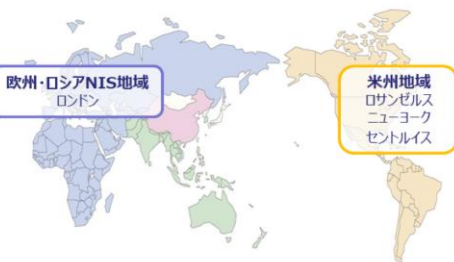 欧州・ロシアNIS地域
ロンドン
米州地域
ロサンゼルス
ニューヨーク
セントルイス